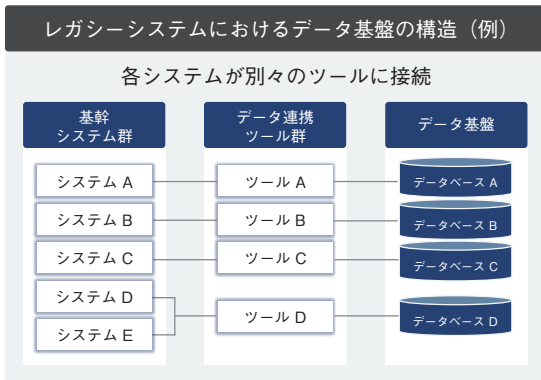 レガシーシステムにおけるデータ基盤の構造（例）
各システムが別々のツールに接続
基幹
システム群
データ連携
ツール群
データ基盤
システム A
ツール A
データベース A
システム B
ツール B
データベース B
システム C
ツール C
データベース C
システム D
システム E
ツール D
データベース D